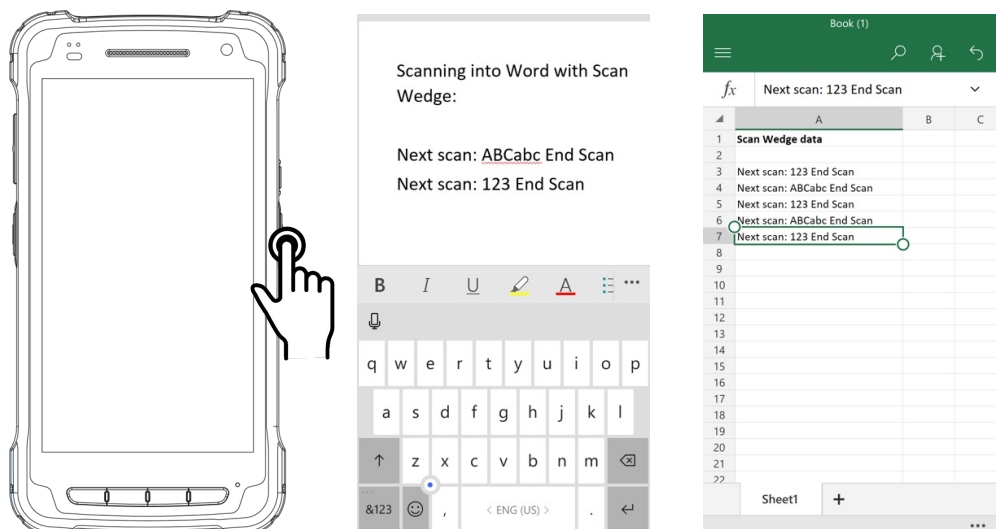 Scanning into Word with Scan
Wedge:
Next scan: ABCabc End Scan
Next scan: 123 End Scan
B I U A
q w e r t y u i o p
a s d f g h j k l
z x c v b n m
&123 , < ENG (US) > .
Book (1)
fx Next scan: 123 End Scan
A B C
1 Scan Wedge data
2
3 Next scan: 123 End Scan
4 Next scan: ABCabc End Scan
5 Next scan: 123 End Scan
6 Next scan: ABCabc End Scan
7 Next scan: 123 End Scan
8
9
10
11
12
13
14
15
16
17
18
19
20
21
22
Sheet1 +